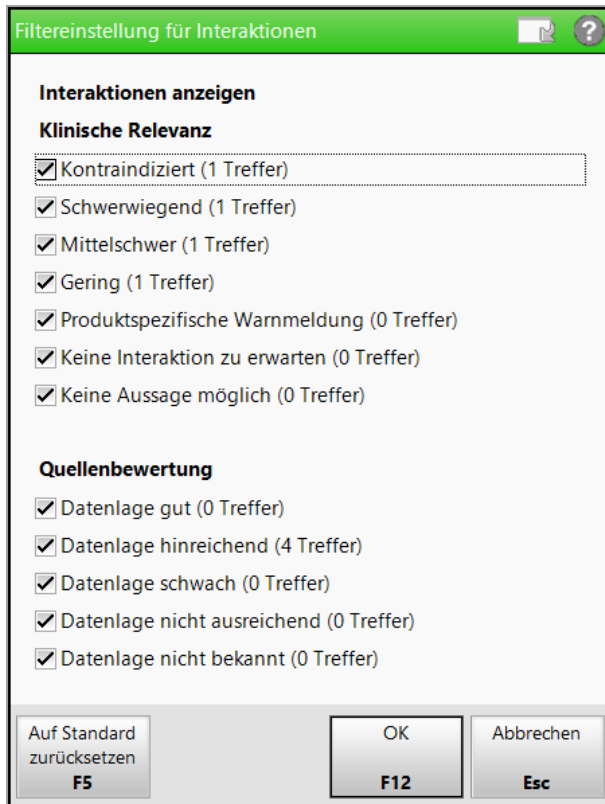 Filtereinstellung für Interaktionen
?
Interaktionen anzeigen
Klinische Relevanz
Kontraindiziert (1 Treffer)
Schwerwiegend (1 Treffer)
Mittelschwer (1 Treffer)
Gering (1 Treffer)
Produktspezifische Warnmeldung (0 Treffer)
Keine Interaktion zu erwarten (0 Treffer)
Keine Aussage möglich (0 Treffer)
Quellenbewertung
Datenlage gut (0 Treffer)
Datenlage hinreichend (4 Treffer)
Datenlage schwach (0 Treffer)
Datenlage nicht ausreichend (0 Treffer)
Datenlage nicht bekannt (0 Treffer)
Auf Standard
zurücksetzen
F5
OK
F12
Abbrechen
Esc